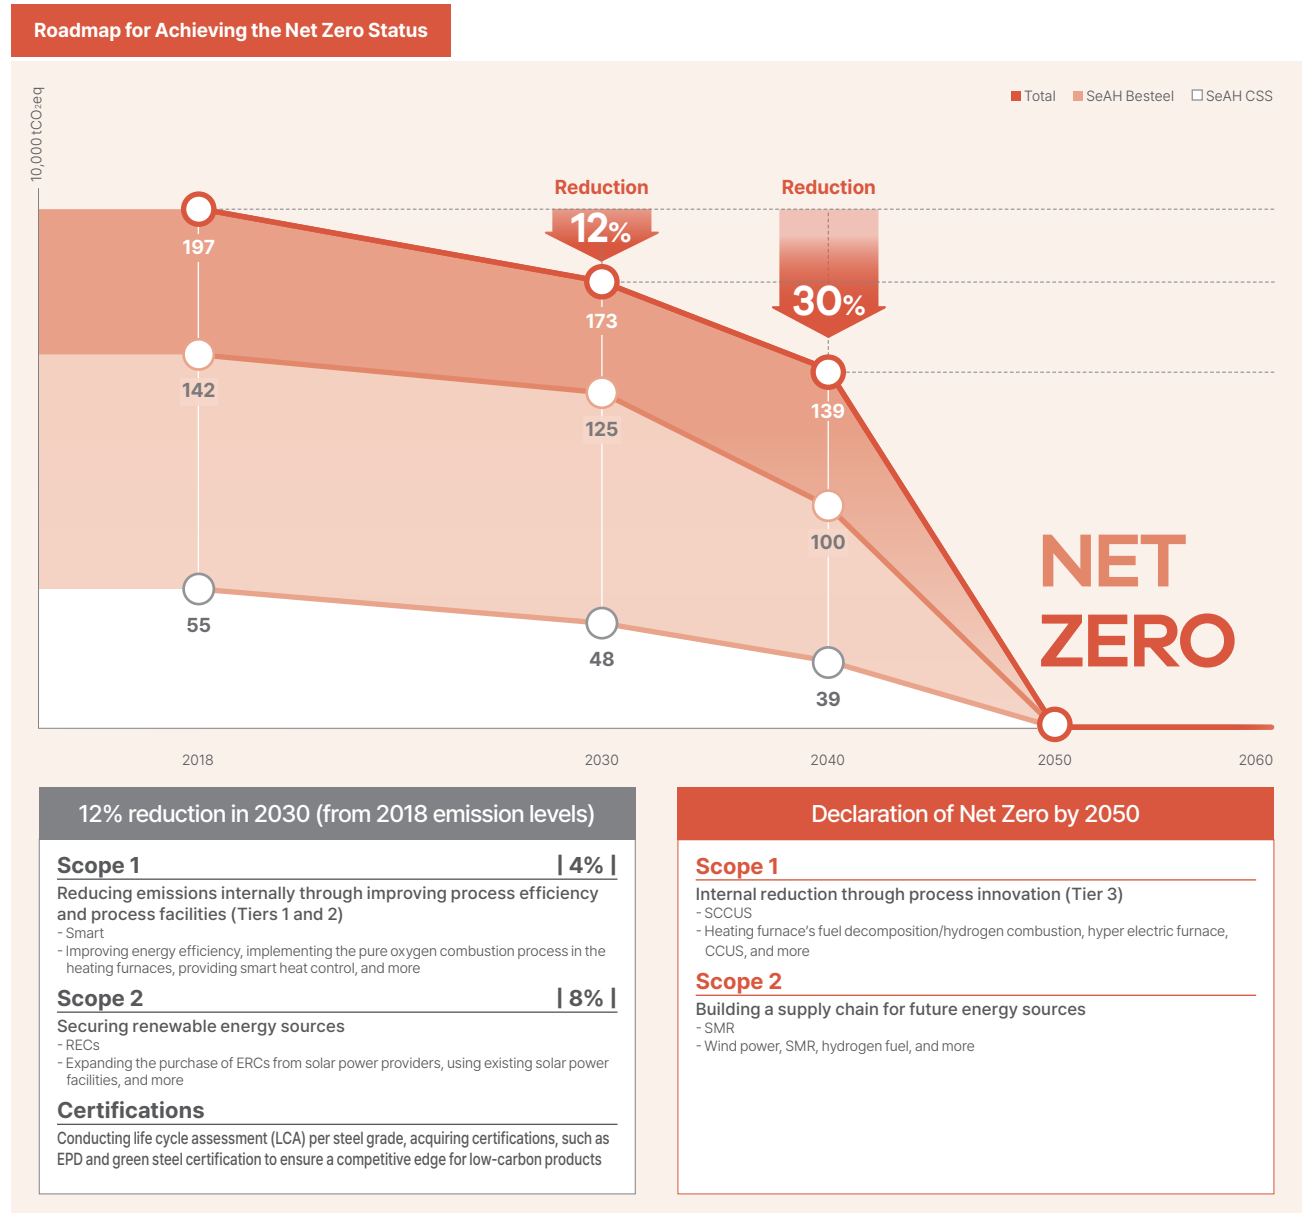 Roadmap for Achieving the Net Zero Status
10,000 tCO₂eq
Total
SeAH Besteel
SeAH CSS
Reduction
12%
Reduction
30%
197
173
139
142
125
100
55
48
39
NET
ZERO
2018
2030
2040
2050
2060
12% reduction in 2030 (from 2018 emission levels)
Scope 1 | 4% |
Reducing emissions internally through improving process efficiency
and process facilities (Tiers 1 and 2)
- Smart
- Improving energy efficiency, implementing the pure oxygen combustion process in the
heating furnaces, providing smart heat control, and more
Scope 2 | 8% |
Securing renewable energy sources
- RECs
- Expanding the purchase of ERCs from solar power providers, using existing solar power
facilities, and more
Certifications
Conducting life cycle assessment (LCA) per steel grade, acquiring certifications, such as
EPD and green steel certification to ensure a competitive edge for low-carbon products
Declaration of Net Zero by 2050
Scope 1
Internal reduction through process innovation (Tier 3)
- SCCUS
- Heating furnace’s fuel decomposition/hydrogen combustion, hyper electric furnace,
CCUS, and more
Scope 2
Building a supply chain for future energy sources
- SMR
- Wind power, SMR, hydrogen fuel, and more